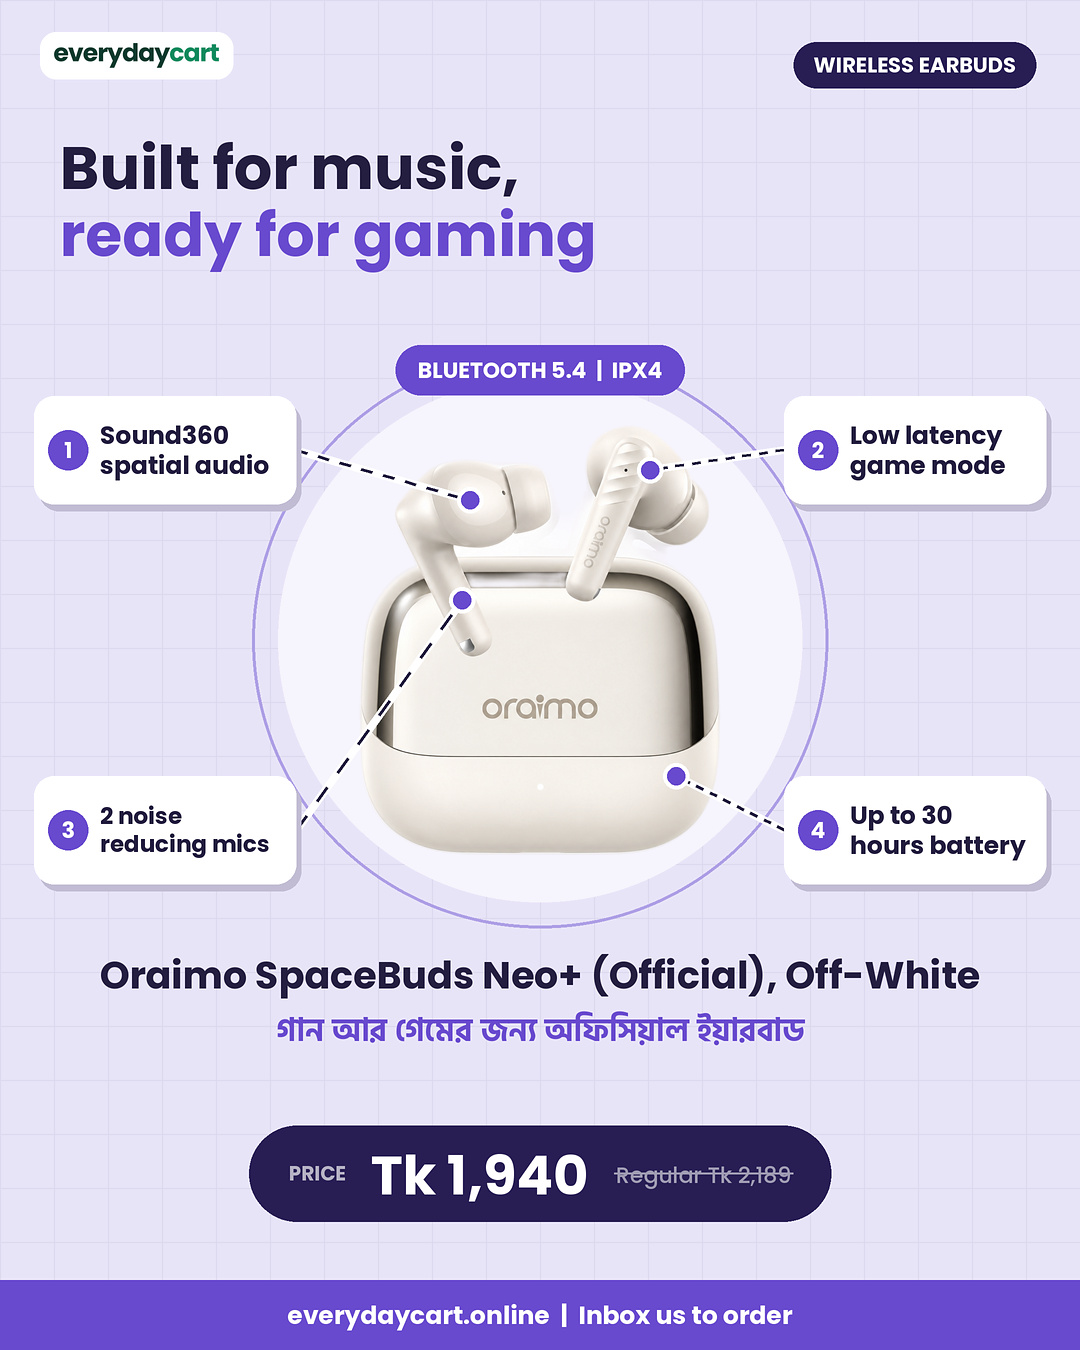 everydaycart
WIRELESS EARBUDS
Built for music,
ready for gaming
BLUETOOTH 5.4 | IPX4
1
Sound360
spatial audio
2
Low latency
game mode
oraimo
oraimo
3
2 noise
reducing mics
4
Up to 30
hours battery
Oraimo SpaceBuds Neo+ (Official), Off-White
গান আর গেমের জন্য অফিসিয়াল ইয়ারবাড
PRICE Tk 1,940 Regular Tk 2,189
everydaycart.online | Inbox us to order